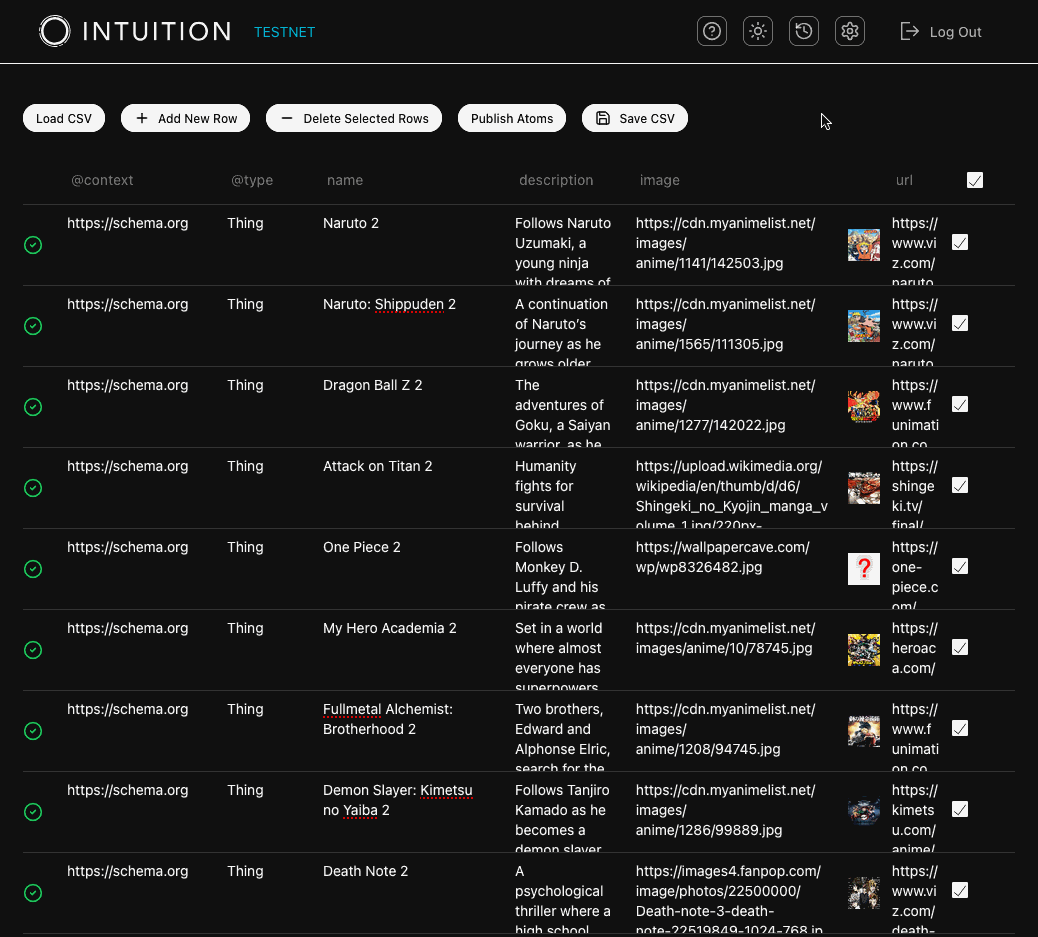 INTUITION TESTNET Log Out
Load CSV Add New Row Delete Selected Rows Publish Atoms Save CSV
@context @type name description image url
https://schema.org Thing Naruto 2 Follows Naruto https://cdn.myanimelist.net/ https://
Uzumaki, a images/ www.vi
young ninja anime/1141/142503.jpg z.com/
with dreams of naruto
https://schema.org Thing Naruto: Shippuden 2 A continuation https://cdn.myanimelist.net/ https://
of Naruto's images/ www.vi
journey as he anime/1565/111305.jpg z.com/
grows older naruto
https://schema.org Thing Dragon Ball Z 2 The https://cdn.myanimelist.net/ https://
adventures of images/ www.f
Goku, a Saiyan anime/1277/142022.jpg unimati
warrior, as he on.co
https://schema.org Thing Attack on Titan 2 Humanity https://upload.wikimedia.org/ https://
fights for wikipedia/en/thumb/d/d6/ shinge
survival Shingeki_no_Kyojin_manga_v ki.tv/
behind olume_1.jpg/220px- final/
https://schema.org Thing One Piece 2 Follows https://wallpapercave.com/ https://
Monkey D. wp/wp8326482.jpg one-
Luffy and his piece.c
pirate crew as om/
https://schema.org Thing My Hero Academia 2 Set in a world https://cdn.myanimelist.net/ https://
where almost images/anime/10/78745.jpg heroac
everyone has a.com/
superpowers
https://schema.org Thing Fullmetal Alchemist: Two brothers, https://cdn.myanimelist.net/ https://
Brotherhood 2 Edward and images/ www.f
Alphonse Elric, anime/1208/94745.jpg unimati
search for the on.co
https://schema.org Thing Demon Slayer: Kimetsu Follows Tanjiro https://cdn.myanimelist.net/ https://
no Yaiba 2 Kamado as he images/ kimets
becomes a anime/1286/99889.jpg u.com/
demon slayer anime/
https://schema.org Thing Death Note 2 A https://images4.fanpop.com/ https://
psychological image/photos/22500000/ www.vi
thriller where a Death-note-3-death- z.com/
high school note-22519849-1024-768.jp death-